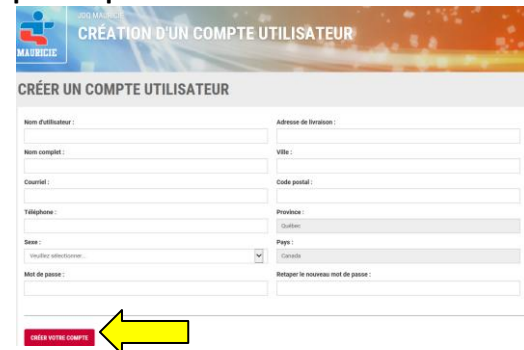 JDQ MAURICIE
CRÉATION D'UN COMPTE UTILISATEUR
MAURICIE
CRÉER UN COMPTE UTILISATEUR
Nom d'utilisateur :
Adresse de livraison :
Nom complet :
Ville :
Courriel :
Code postal :
Téléphone :
Province :
Québec
Sexe :
Pays :
Veuillez sélectionner...
Canada
Mot de passe :
Retaper le nouveau mot de passe :
CRÉER VOTRE COMPTE